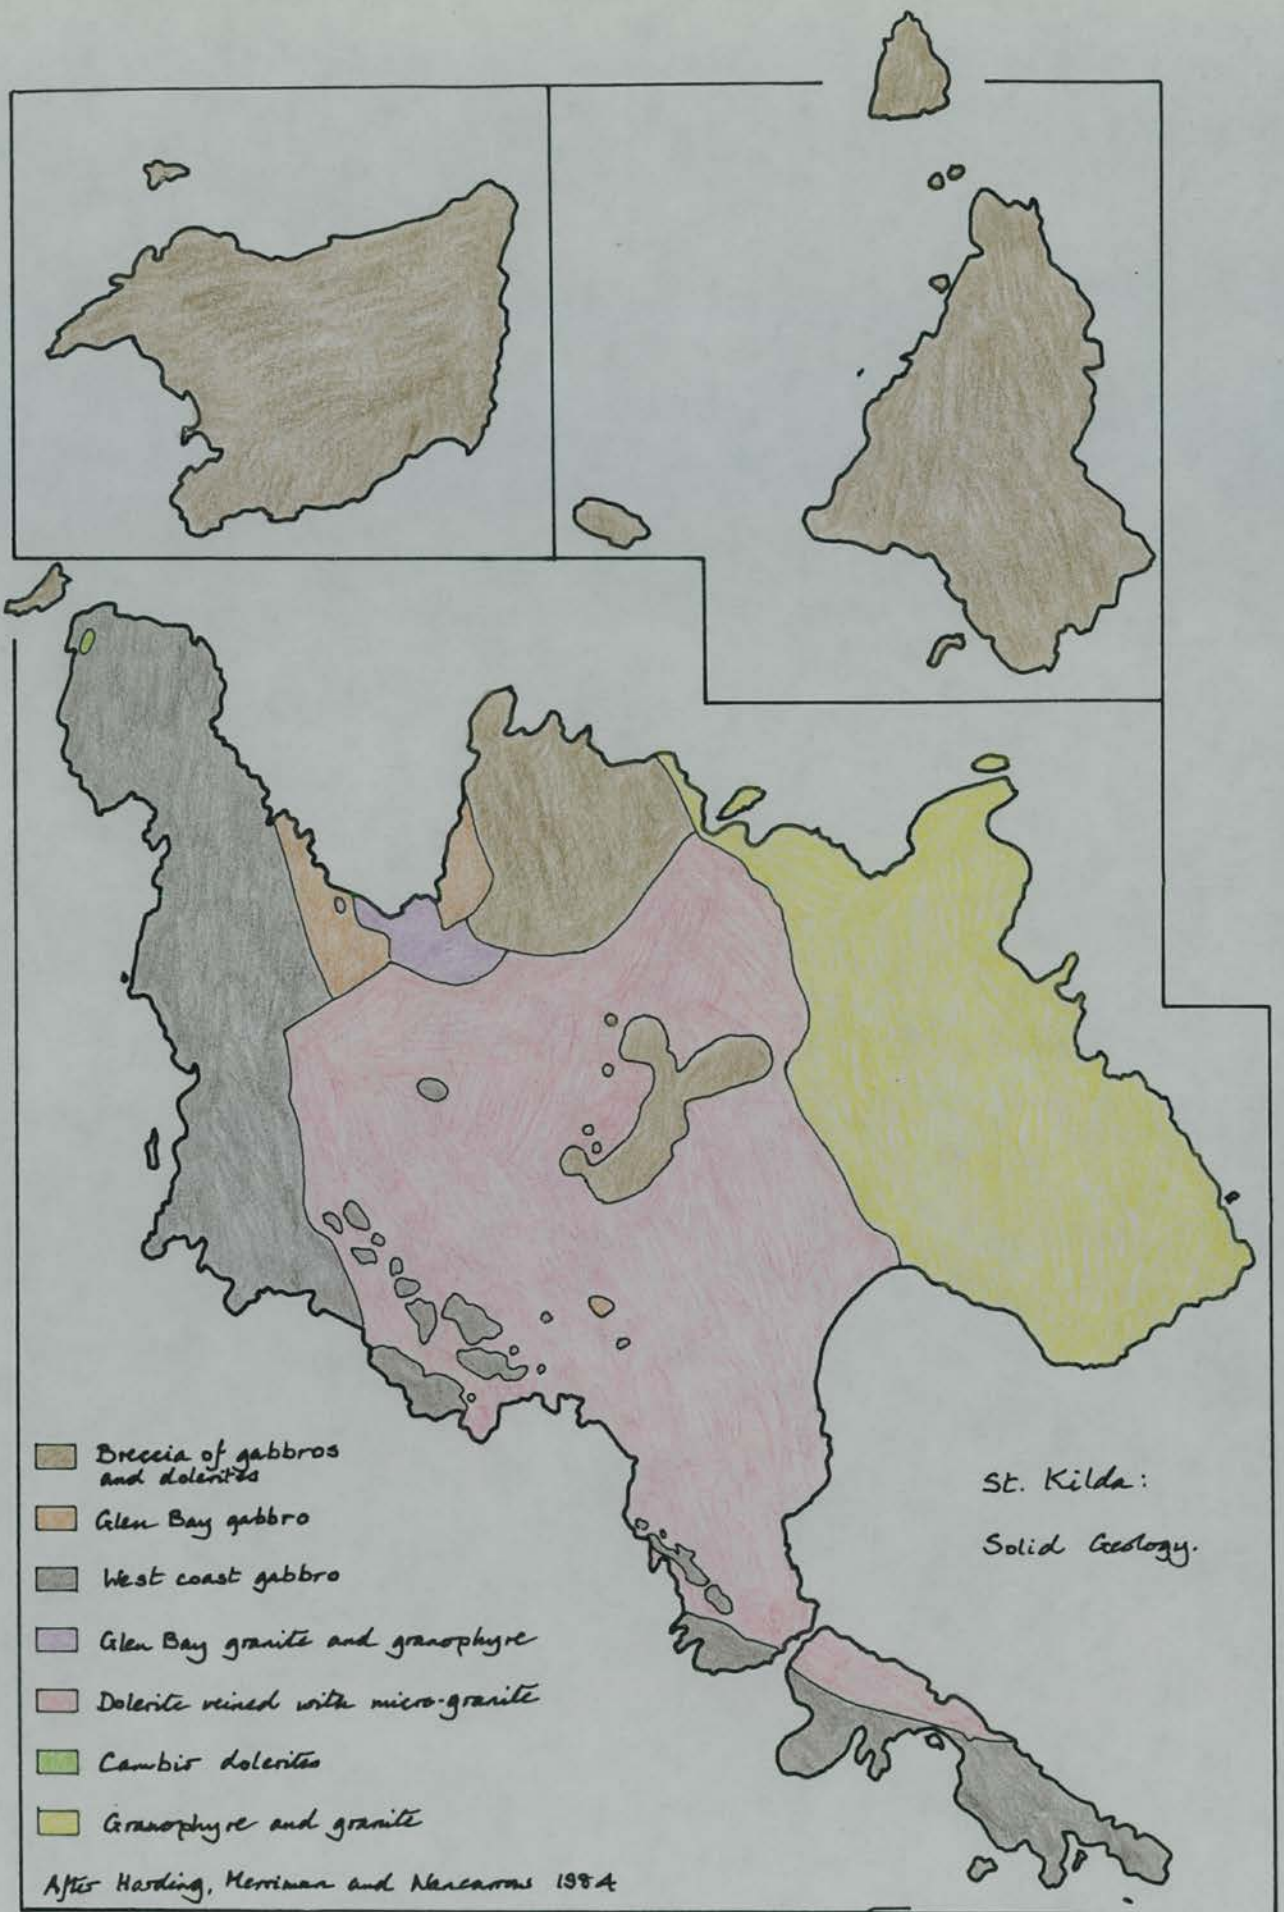 Breccia of gabbros
and dolerites
Glen Bay gabbro
West coast gabbro
Glen Bay granite and granophyre
Dolerite veined with micro-granite
Cambir dolerites
Granophyre and granite
After Harding, Merriman and Nancarrow 1984
St. Kilda:
Solid Geology.